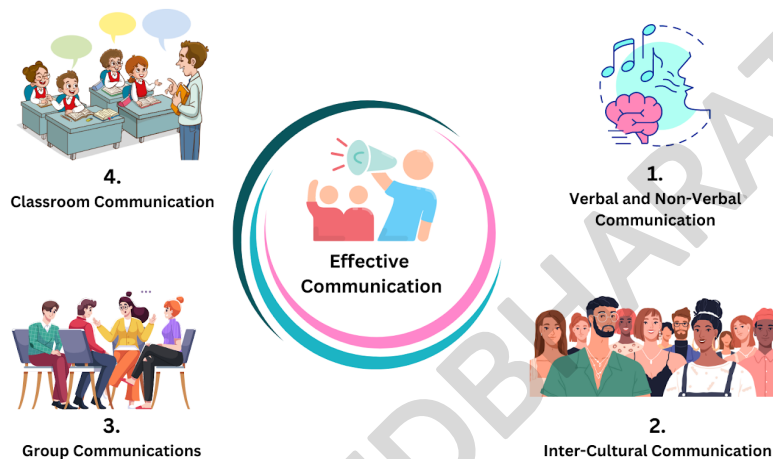 4.
Classroom Communication
1.
Verbal and Non-Verbal
Communication
Effective
Communication
3.
Group Communications
2.
Inter-Cultural Communication